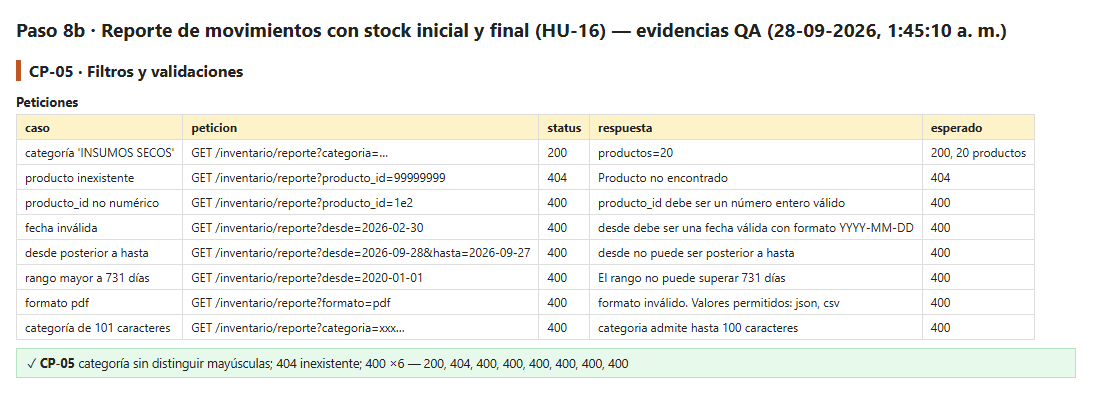 Paso 8b · Reporte de movimientos con stock inicial y final (HU-16) — evidencias QA (28-09-2026, 1:45:10 a. m.)
CP-05 · Filtros y validaciones
Peticiones
caso peticion status respuesta esperado
categoría 'INSUMOS SECOS' GET /inventario/reporte?categoria=... 200 productos=20 200, 20 productos
producto inexistente GET /inventario/reporte?producto_id=99999999 404 Producto no encontrado 404
producto_id no numérico GET /inventario/reporte?producto_id=1e2 400 producto_id debe ser un número entero válido 400
fecha inválida GET /inventario/reporte?desde=2026-02-30 400 desde debe ser una fecha válida con formato YYYY-MM-DD 400
desde posterior a hasta GET /inventario/reporte?desde=2026-09-28&hasta=2026-09-27 400 desde no puede ser posterior a hasta 400
rango mayor a 731 días GET /inventario/reporte?desde=2020-01-01 400 El rango no puede superar 731 días 400
formato pdf GET /inventario/reporte?formato=pdf 400 formato inválido. Valores permitidos: json, csv 400
categoría de 101 caracteres GET /inventario/reporte?categoria=xxx... 400 categoria admite hasta 100 caracteres 400
✓ CP-05 categoría sin distinguir mayúsculas; 404 inexistente; 400 ×6 — 200, 404, 400, 400, 400, 400, 400, 400